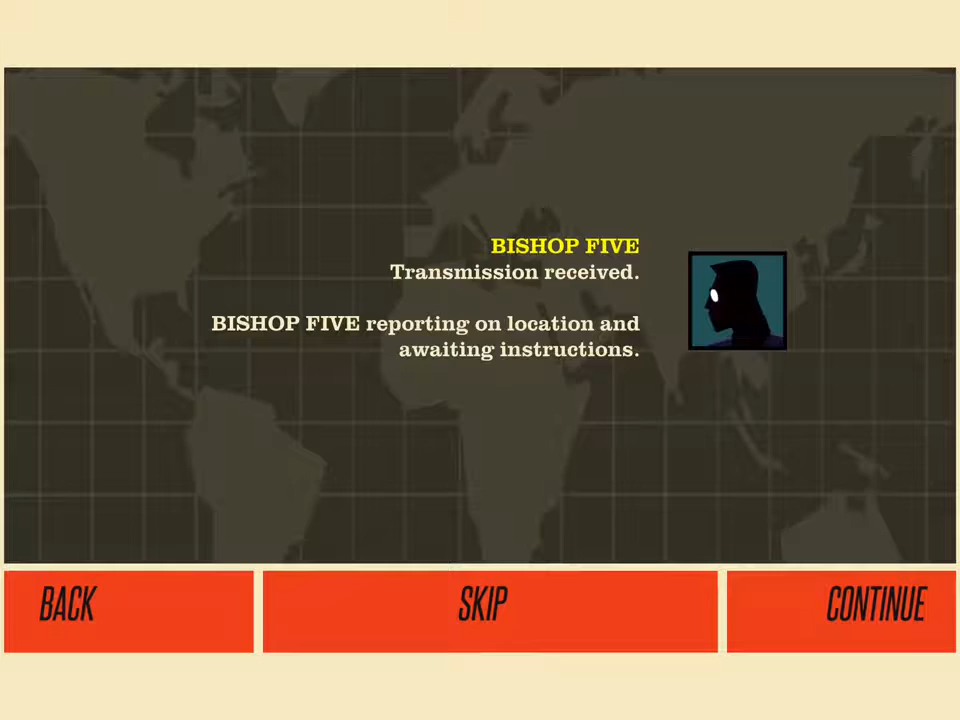 BISHOP FIVE
Transmission received.
BISHOP FIVE reporting on location and
awaiting instructions.
BACK
SKIP
CONTINUE